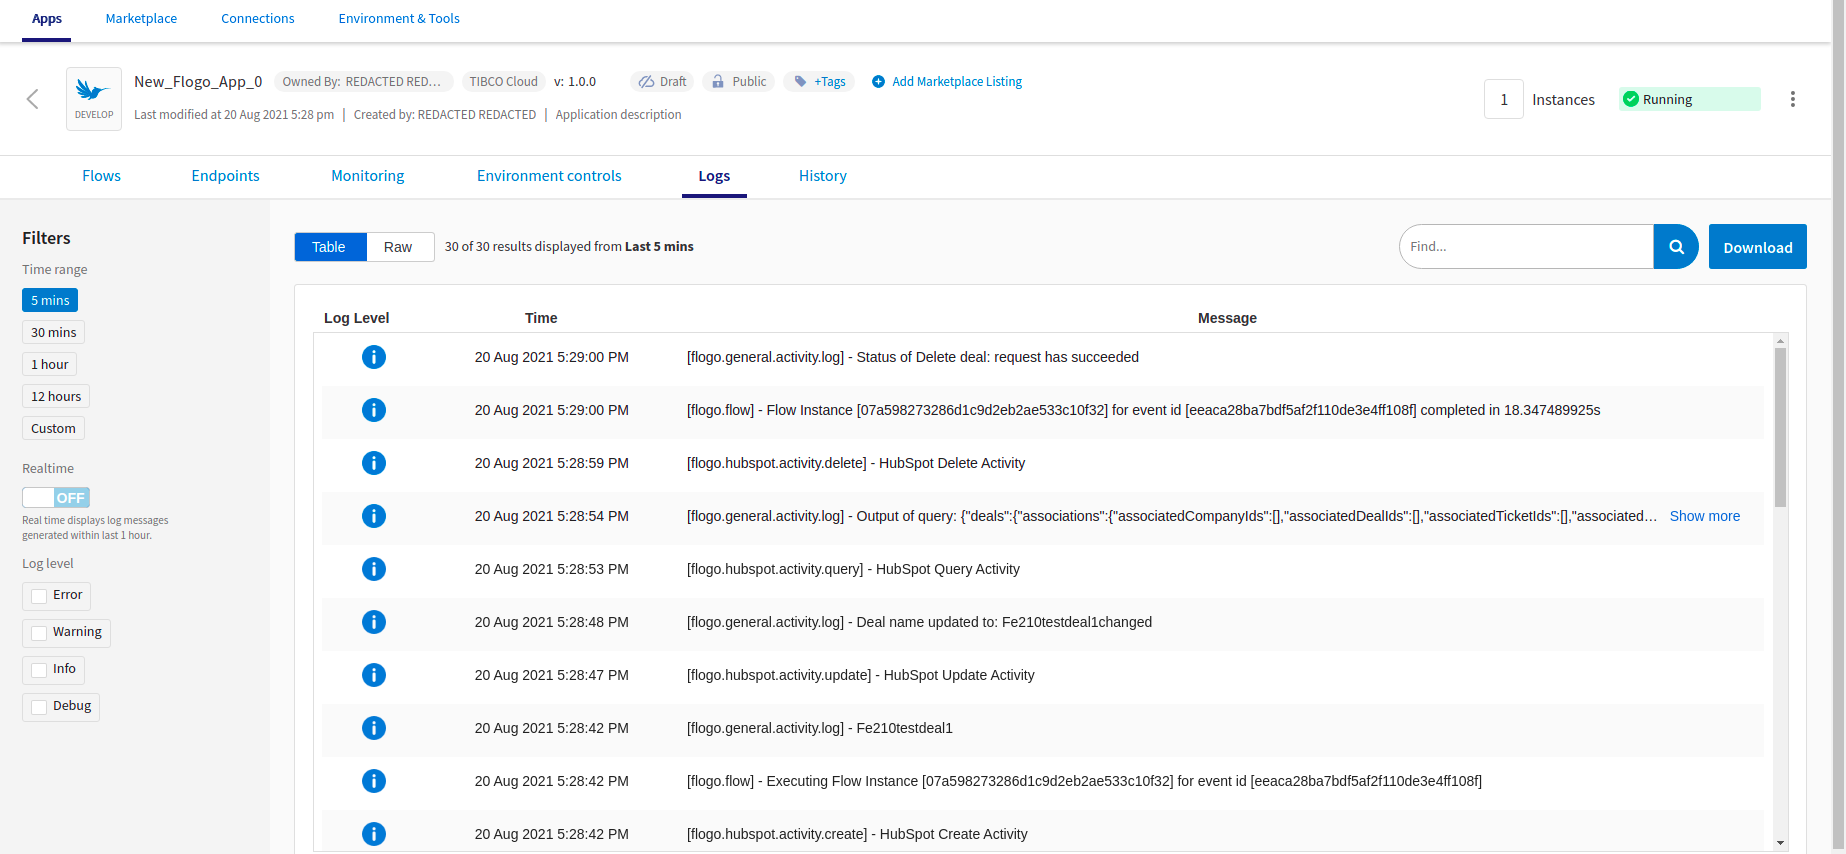 Apps Marketplace Connections Environment & Tools
New_Flogo_App_0 Owned By: REDACTED RED... TIBCO Cloud v: 1.0.0 Draft Public +Tags Add Marketplace Listing
DEVELOP
Last modified at 20 Aug 2021 5:28 pm | Created by: REDACTED REDACTED | Application description
1 Instances Running
Flows Endpoints Monitoring Environment controls Logs History
Filters
Time range
5 mins
30 mins
1 hour
12 hours
Custom
Realtime
OFF
Real time displays log messages
generated within last 1 hour.
Log level
Error
Warning
Info
Debug
Table Raw 30 of 30 results displayed from Last 5 mins
Find... Download
Log Level Time Message
20 Aug 2021 5:29:00 PM [flogo.general.activity.log] - Status of Delete deal: request has succeeded
20 Aug 2021 5:29:00 PM [flogo.flow] - Flow Instance [07a598273286d1c9d2eb2ae533c10f32] for event id [eeaca28ba7bdf5af2f110de3e4ff108f] completed in 18.347489925s
20 Aug 2021 5:28:59 PM [flogo.hubspot.activity.delete] - HubSpot Delete Activity
20 Aug 2021 5:28:54 PM [flogo.general.activity.log] - Output of query: {"deals":{"associations":{"associatedCompanyIds":[],"associatedDealIds":[],"associatedTicketIds":[],"associated... Show more
20 Aug 2021 5:28:53 PM [flogo.hubspot.activity.query] - HubSpot Query Activity
20 Aug 2021 5:28:48 PM [flogo.general.activity.log] - Deal name updated to: Fe210testdeal1changed
20 Aug 2021 5:28:47 PM [flogo.hubspot.activity.update] - HubSpot Update Activity
20 Aug 2021 5:28:42 PM [flogo.general.activity.log] - Fe210testdeal1
20 Aug 2021 5:28:42 PM [flogo.flow] - Executing Flow Instance [07a598273286d1c9d2eb2ae533c10f32] for event id [eeaca28ba7bdf5af2f110de3e4ff108f]
20 Aug 2021 5:28:42 PM [flogo.hubspot.activity.create] - HubSpot Create Activity